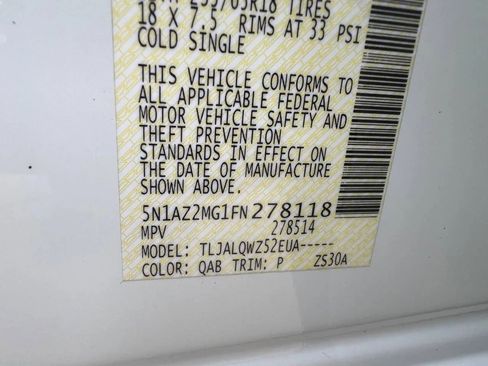 TIRES
18 X 7.5 RIMS AT 33 PSI
COLD SINGLE
THIS VEHICLE CONFORMS TO
ALL APPLICABLE FEDERAL
MOTOR VEHICLE SAFETY AND
THEFT PREVENTION
STANDARDS IN EFFECT ON
THE DATE OF MANUFACTURE
SHOWN ABOVE.
5N1AZ2MG1FN278118
MPV 278514
MODEL: TLJALQWZ52EUA-----
COLOR: QAB TRIM: P ZS30A